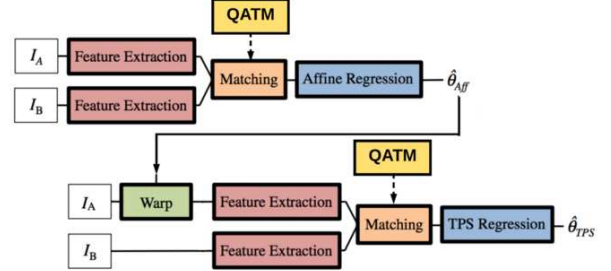 QATM
I_A Feature Extraction
Matching Affine Regression θ̂_Aff
I_B Feature Extraction
QATM
I_A Warp Feature Extraction
Matching TPS Regression θ̂_TPS
I_B Feature Extraction